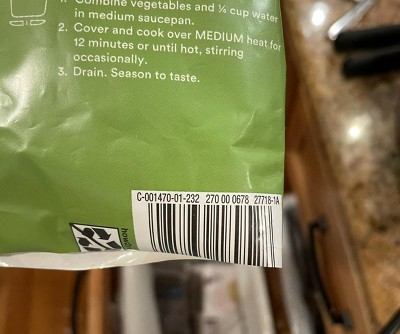 1. Combine vegetables and ¼ cup water
in medium saucepan.
2. Cover and cook over MEDIUM heat for
12 minutes or until hot, stirring
occasionally.
3. Drain. Season to taste.
C-001470-01-232 270 00 0678 27718-1A